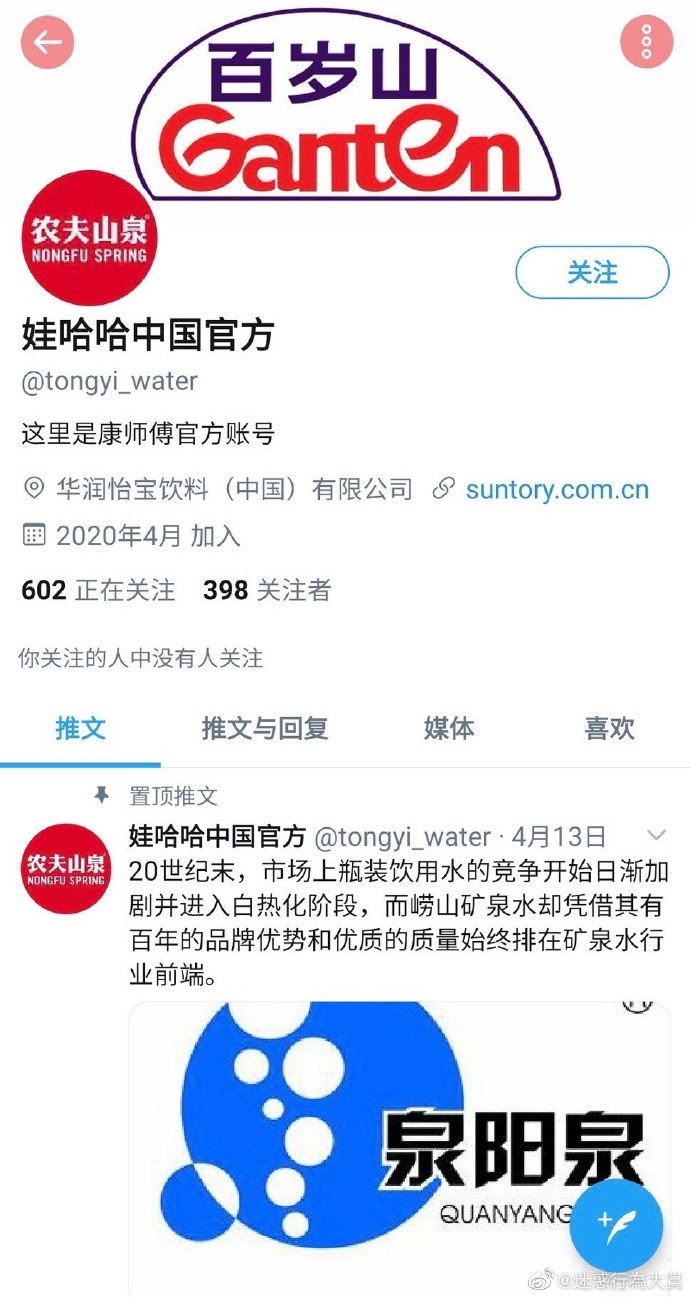 百岁山
Ganten
农夫山泉
NONGFU SPRING
关注
娃哈哈中国官方
@tongyi_water
这里是康师傅官方账号
华润怡宝饮料（中国）有限公司 suntory.com.cn
2020年4月 加入
602 正在关注 398 关注者
你关注的人中没有人关注
推文 推文与回复 媒体 喜欢
置顶推文
娃哈哈中国官方 @tongyi_water · 4月13日
农夫山泉
NONGFU SPRING
20世纪末，市场上瓶装饮用水的竞争开始日渐加
剧并进入白热化阶段，而崂山矿泉水却凭借其有
百年的品牌优势和优质的质量始终排在矿泉水行
业前端。
泉阳泉
QUANYANG
@迷惑行為大赏